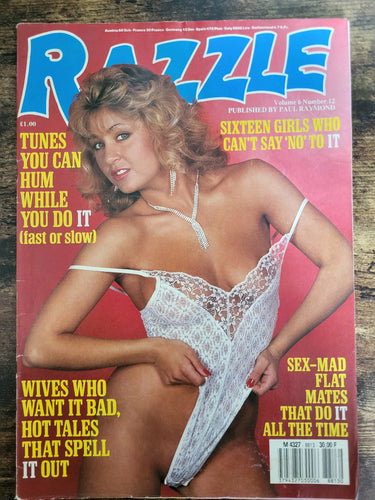 RAZZLE
Volume 6 Number 12
PUBLISHED BY PAUL RAYMOND
£1.00
TUNES
YOU CAN
HUM
WHILE
YOU DO IT
(fast or slow)
SIXTEEN GIRLS WHO
CAN'T SAY 'NO' TO IT
WIVES WHO
WANT IT BAD,
HOT TALES
THAT SPELL
IT OUT
SEX-MAD
FLAT
MATES
THAT DO IT
ALL THE TIME
M 4327
30,00 F